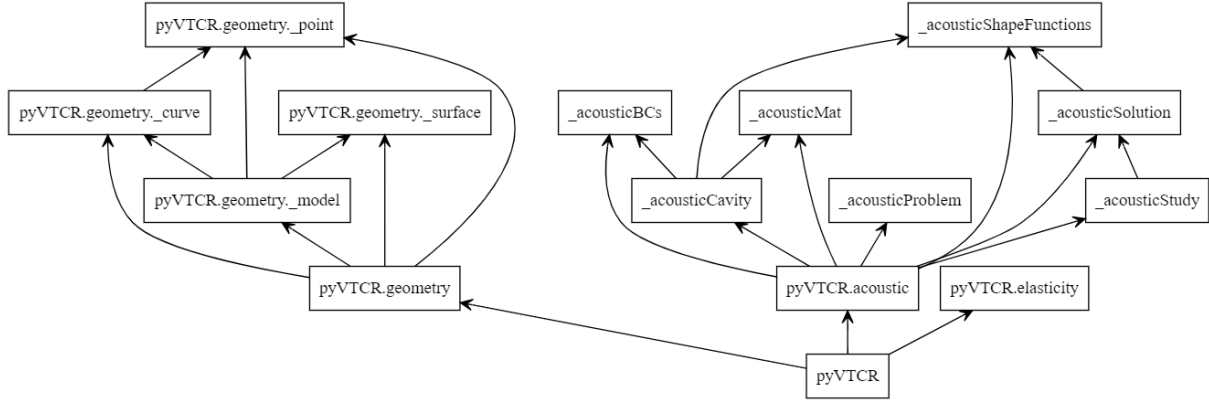 pyVTCR.geometry._point
_acousticShapeFunctions
pyVTCR.geometry._curve
pyVTCR.geometry._surface
_acousticBCs
_acousticMat
_acousticSolution
pyVTCR.geometry._model
_acousticCavity
_acousticProblem
_acousticStudy
pyVTCR.geometry
pyVTCR.acoustic
pyVTCR.elasticity
pyVTCR